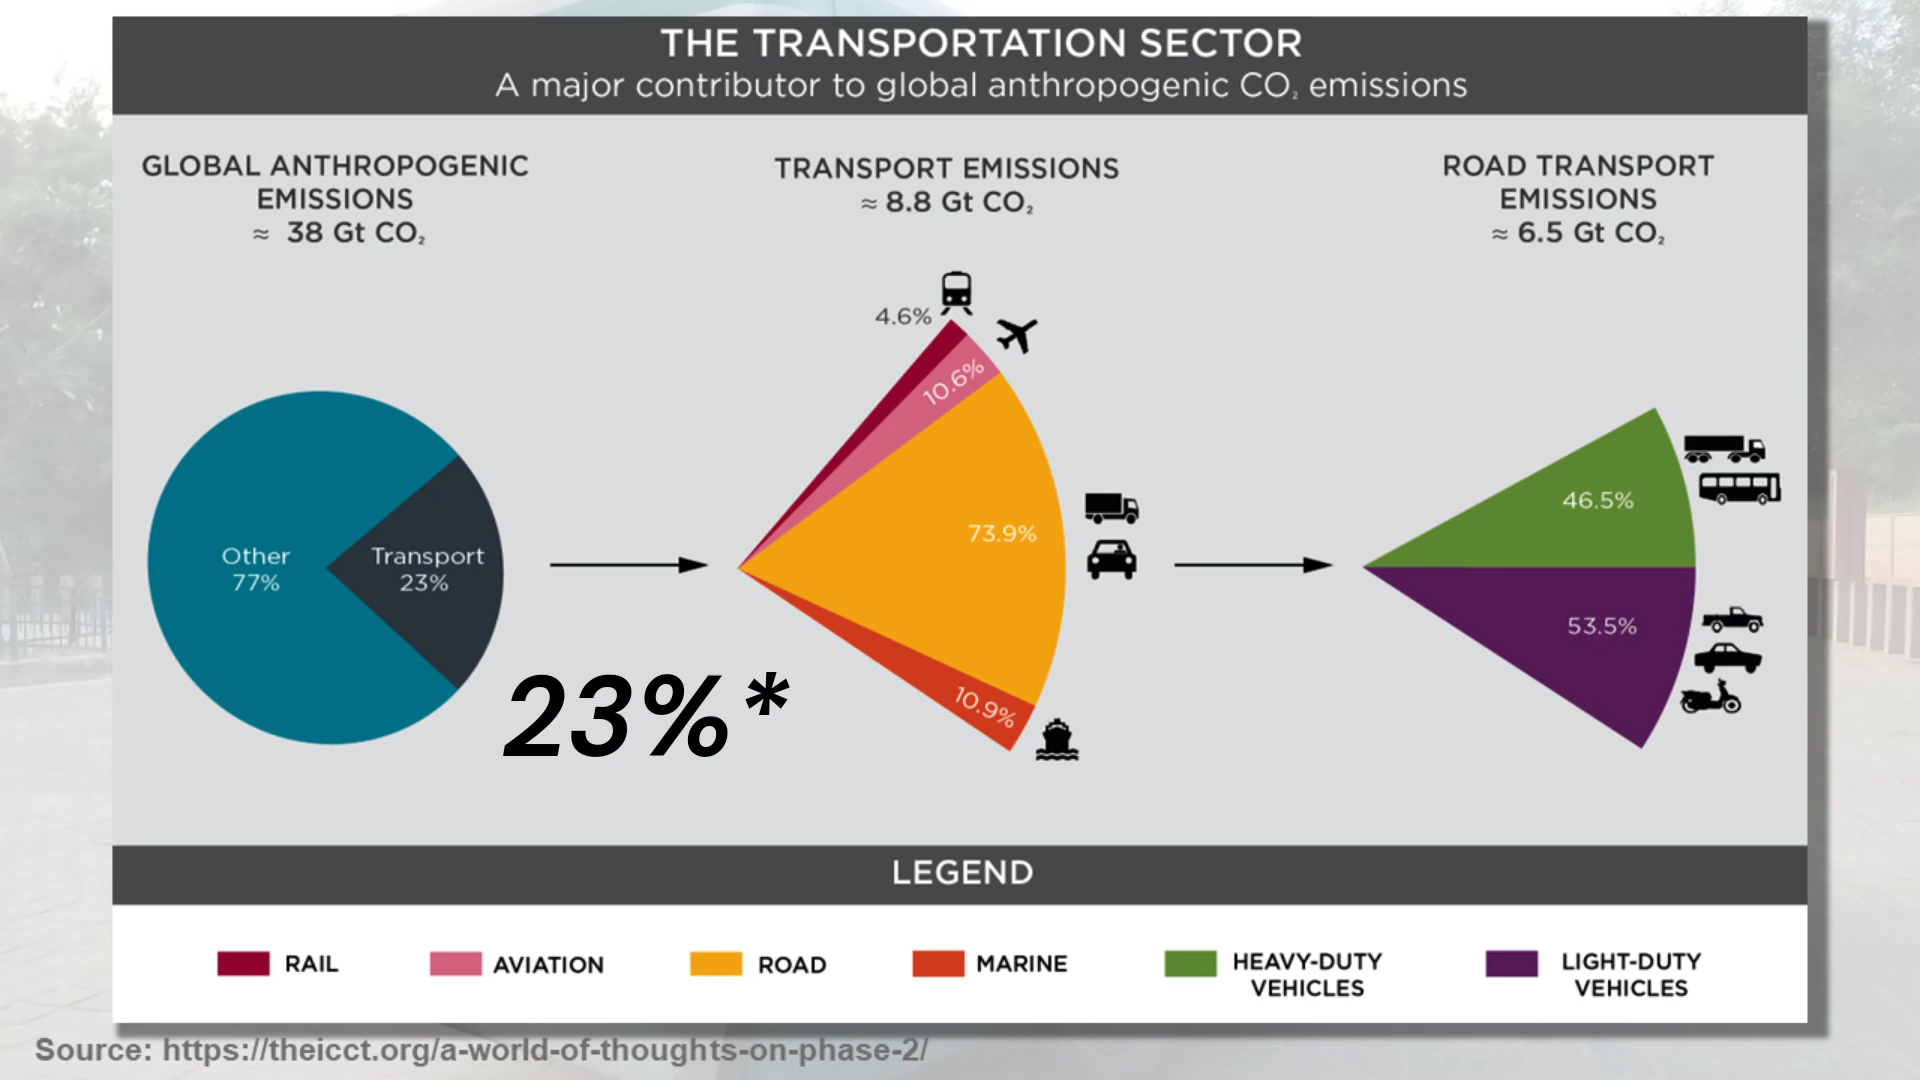 THE TRANSPORTATION SECTOR
A major contributor to global anthropogenic CO₂ emissions
GLOBAL ANTHROPOGENIC
EMISSIONS
≈ 38 Gt CO₂
TRANSPORT EMISSIONS
≈ 8.8 Gt CO₂
ROAD TRANSPORT
EMISSIONS
≈ 6.5 Gt CO₂
Other
77%
Transport
23%
23%*
4.6%
10.6%
73.9%
10.9%
46.5%
53.5%
LEGEND
RAIL
AVIATION
ROAD
MARINE
HEAVY-DUTY
VEHICLES
LIGHT-DUTY
VEHICLES
Source: https://theicct.org/a-world-of-thoughts-on-phase-2/